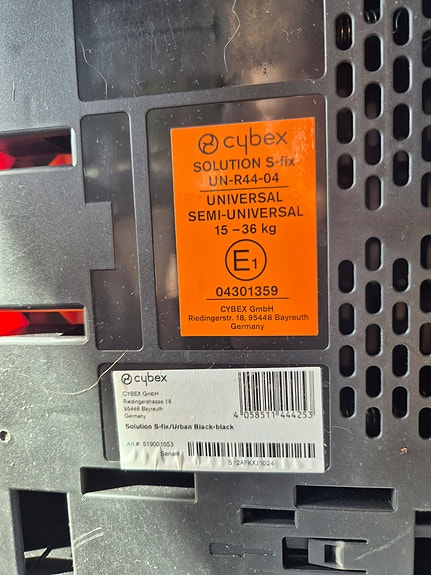 cybex
SOLUTION S-fix
UN-R44-04
UNIVERSAL
SEMI-UNIVERSAL
15 – 36 kg
E1
04301359
CYBEX GmbH
Riedingerstr. 18, 95448 Bayreuth
Germany
cybex
CYBEX GmbH
Riedingerstrasse 18
95448 Bayreuth
Germany
4 058511 444253
Solution S-fix/Urban Black-black
Art.#: 519001053
Serial#: